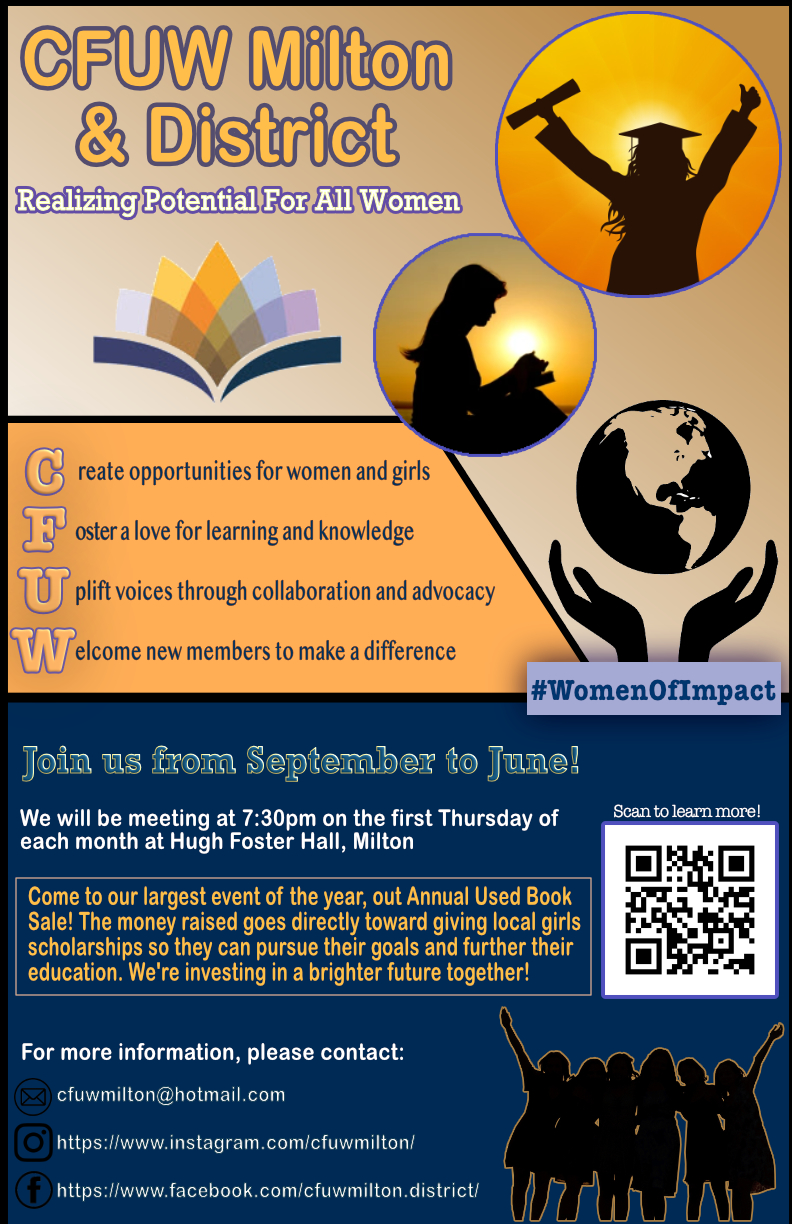 CFUW Milton
& District
Realizing Potential For All Women
Create opportunities for women and girls
Foster a love for learning and knowledge
Uplift voices through collaboration and advocacy
Welcome new members to make a difference
#WomenOfImpact
Join us from September to June!
We will be meeting at 7:30pm on the first Thursday of
each month at Hugh Foster Hall, Milton
Scan to learn more!
Come to our largest event of the year, out Annual Used Book
Sale! The money raised goes directly toward giving local girls
scholarships so they can pursue their goals and further their
education. We're investing in a brighter future together!
For more information, please contact:
cfuwmilton@hotmail.com
https://www.instagram.com/cfuwmilton/
https://www.facebook.com/cfuwmilton.district/